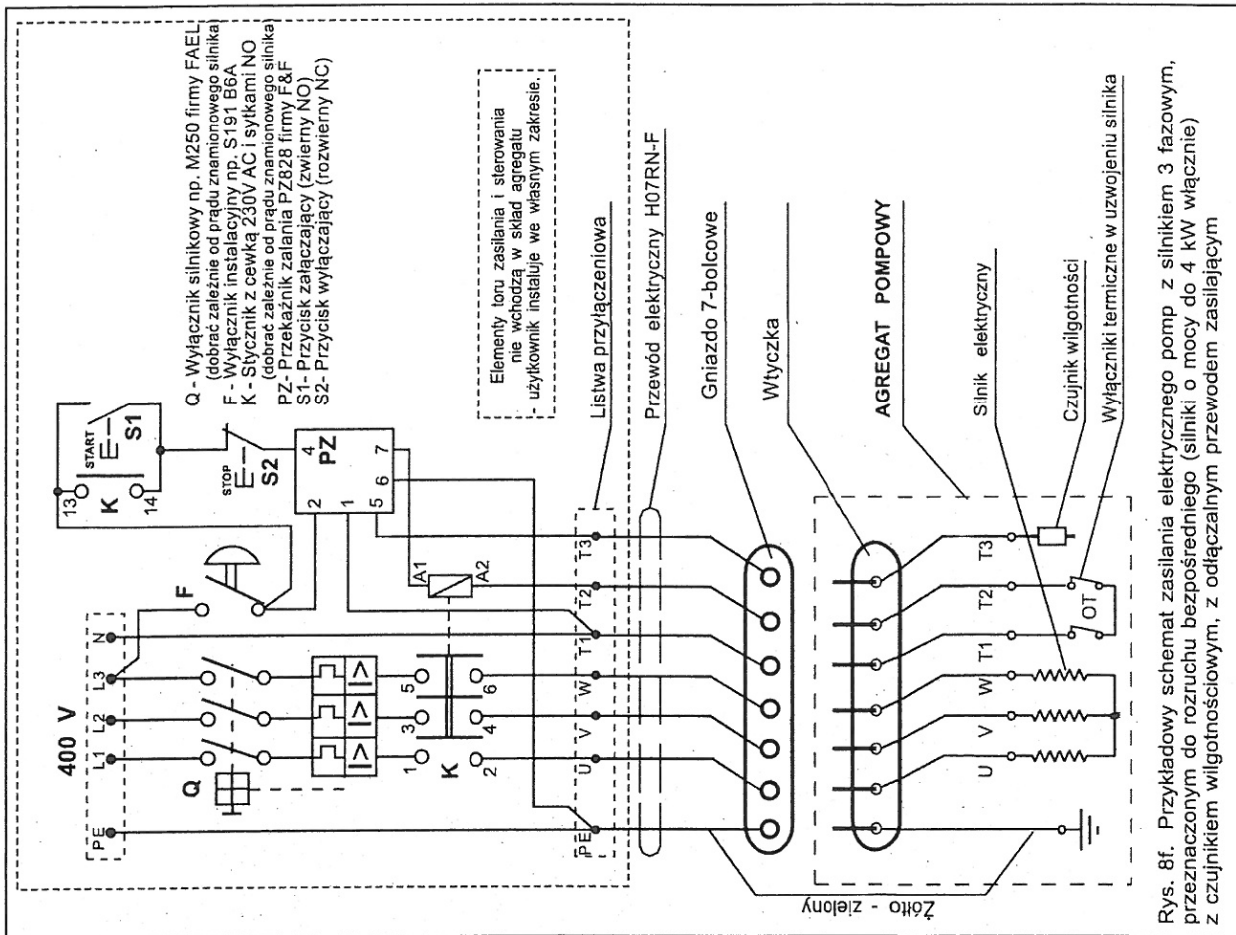 400 V
PE
L1
L2
L3
N
Q
F
13
14
K
START
S1
STOP
S2
2
4
1
PZ
5
6
7
1
3
5
K
2
4
6
A1
A2
PE
U
V
W
T1
T2
T3
Q - Wyłącznik silnikowy np. M250 firmy FAEL
(dobrać zależnie od prądu znamionowego silnika)
F - Wyłącznik instalacyjny np. S191 B6A
K - Stycznik z cewką 230V AC i sytkami NO
(dobrać zależnie od prądu znamionowego silnika)
PZ- Przekaźnik zalania PZ828 firmy F&F
S1- Przycisk załączający (zwierny NO)
S2- Przycisk wyłączający (rozwierny NC)
Elementy toru zasilania i sterowania
nie wchodzą w skład agregatu
- użytkownik instaluje we własnym zakresie.
Listwa przyłączeniowa
Przewód elektryczny H07RN-F
Gniazdo 7-bolcowe
Wtyczka
AGREGAT POMPOWY
Silnik elektryczny
Czujnik wilgotności
Wyłączniki termiczne w uzwojeniu silnika
Żółto - zielony
U
V
W
T1
T2
T3
OT
Rys. 8f. Przykładowy schemat zasilania elektrycznego pomp z silnikiem 3 fazowym,
przeznaczonym do rozruchu bezpośredniego (silniki o mocy do 4 kW włącznie)
z czujnikiem wilgotnościowym, z odłączalnym przewodem zasilającym